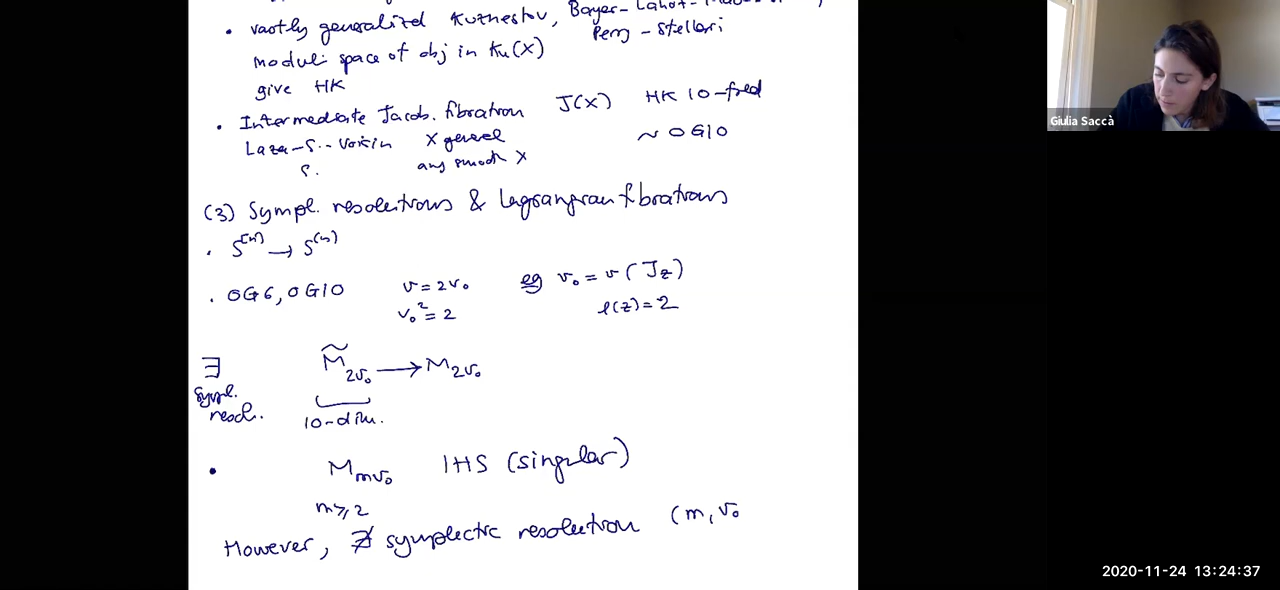 • vastly generalized Kuznetsov, Bayer-Lahoz-
Perry - Stellari
moduli space of obj in Ku(X)
give HK
• Intermediate Jacob. fibration J(X) HK 10-fold
Laza-S.-Voisin X general ~ OG10
S. any smooth X
(3) Sympl. resolutions & Lagrangian fibrations
• S^[n] → S^(n)
• OG6, OG10 v = 2v₀ eg v₀ = v(J_Z)
v₀² = 2 l(Z) = 2
∃ M̃_2v₀ → M_2v₀
sympl.
resol. 10-dim.
• M_mv₀ IHS (singular)
m ≥ 2
However, ∄ symplectic resolution (m, v₀
Giulia Saccà
2020-11-24 13:24:37